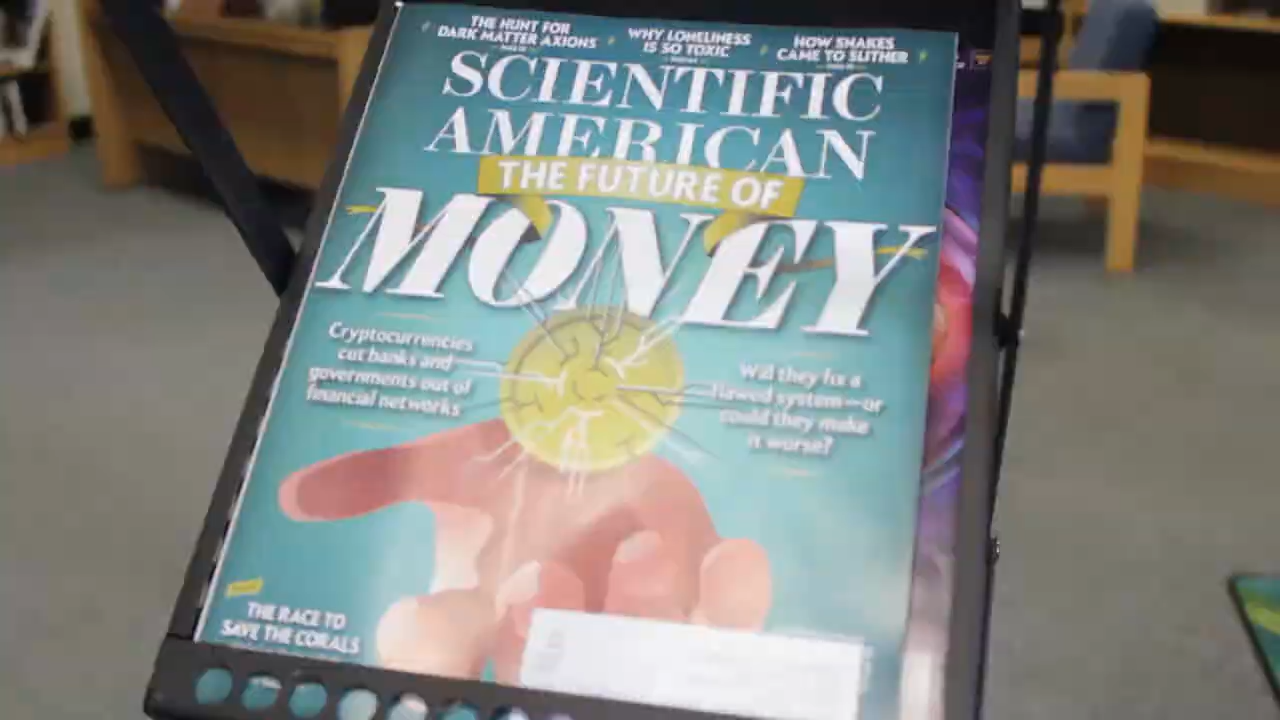 THE HUNT FOR
DARK MATTER AXIONS
WHY LONELINESS
IS SO TOXIC
HOW SNAKES
CAME TO SLITHER
SCIENTIFIC
AMERICAN
THE FUTURE OF
MONEY
Cryptocurrencies
cut banks and
governments out of
financial networks
Will they fix a
flawed system—or
could they make
it worse?
THE RACE TO
SAVE THE CORALS